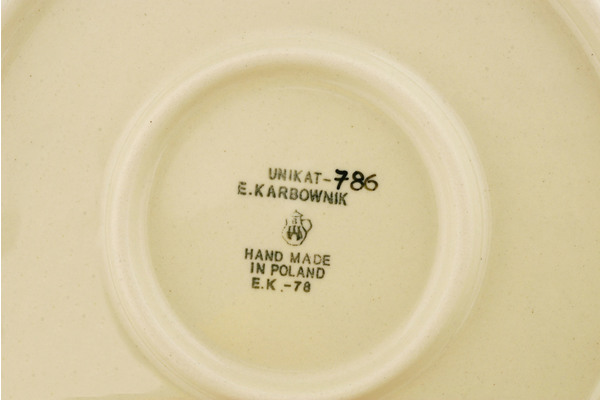 UNIKAT-786
E.KARBOWNIK
HAND MADE
IN POLAND
E.K.-78